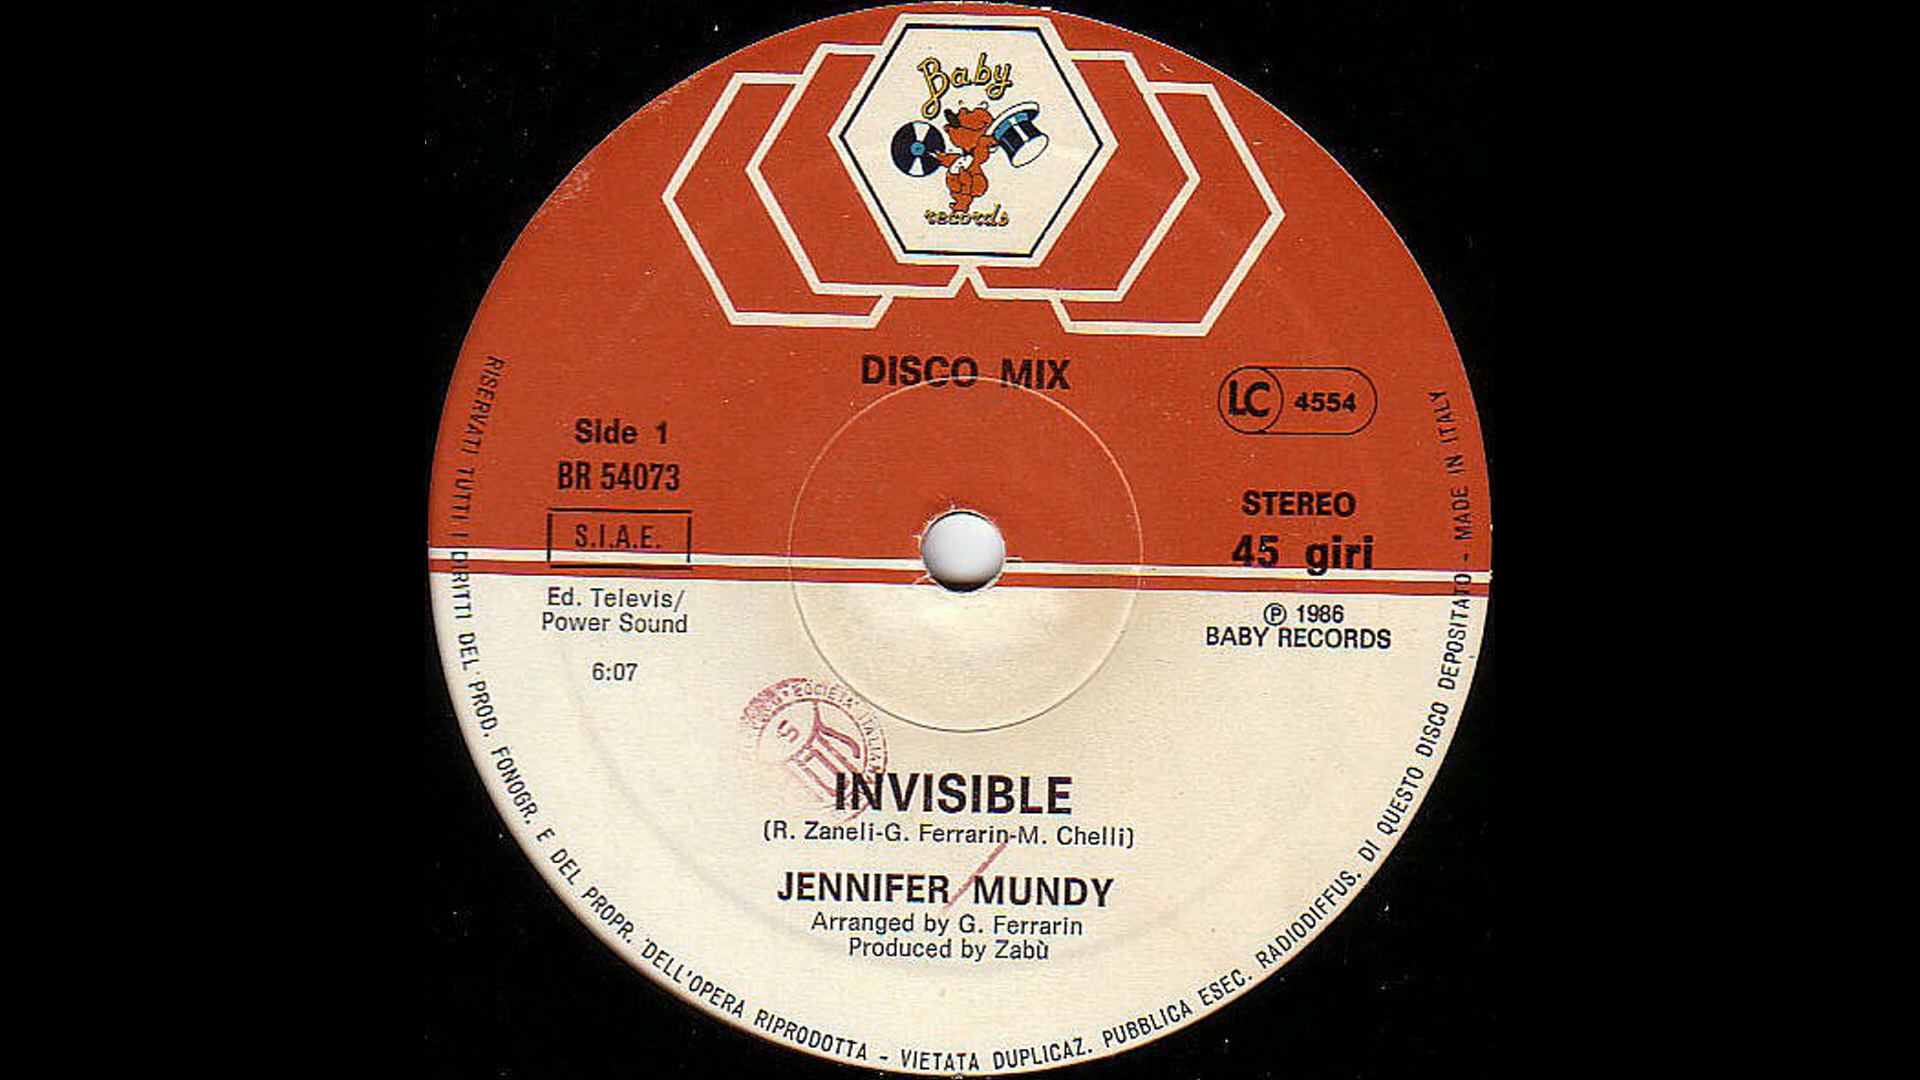 Baby
records
DISCO MIX
LC 4554
Side 1
BR 54073
S.I.A.E.
STEREO
45 giri
Ed. Televis/
Power Sound
6:07
℗ 1986
BABY RECORDS
INVISIBLE
(R. Zaneli-G. Ferrarin-M. Chelli)
JENNIFER MUNDY
Arranged by G. Ferrarin
Produced by Zabù
RISERVATI TUTTI I DIRITTI DEL PROD. FONOGR. E DEL PROPR. DELL'OPERA RIPRODOTTA - VIETATA DUPLICAZ. PUBBLICA ESEC. RADIODIFFUS. DI QUESTO DISCO DEPOSITATO - MADE IN ITALY
SOCIETA' ITALIAN